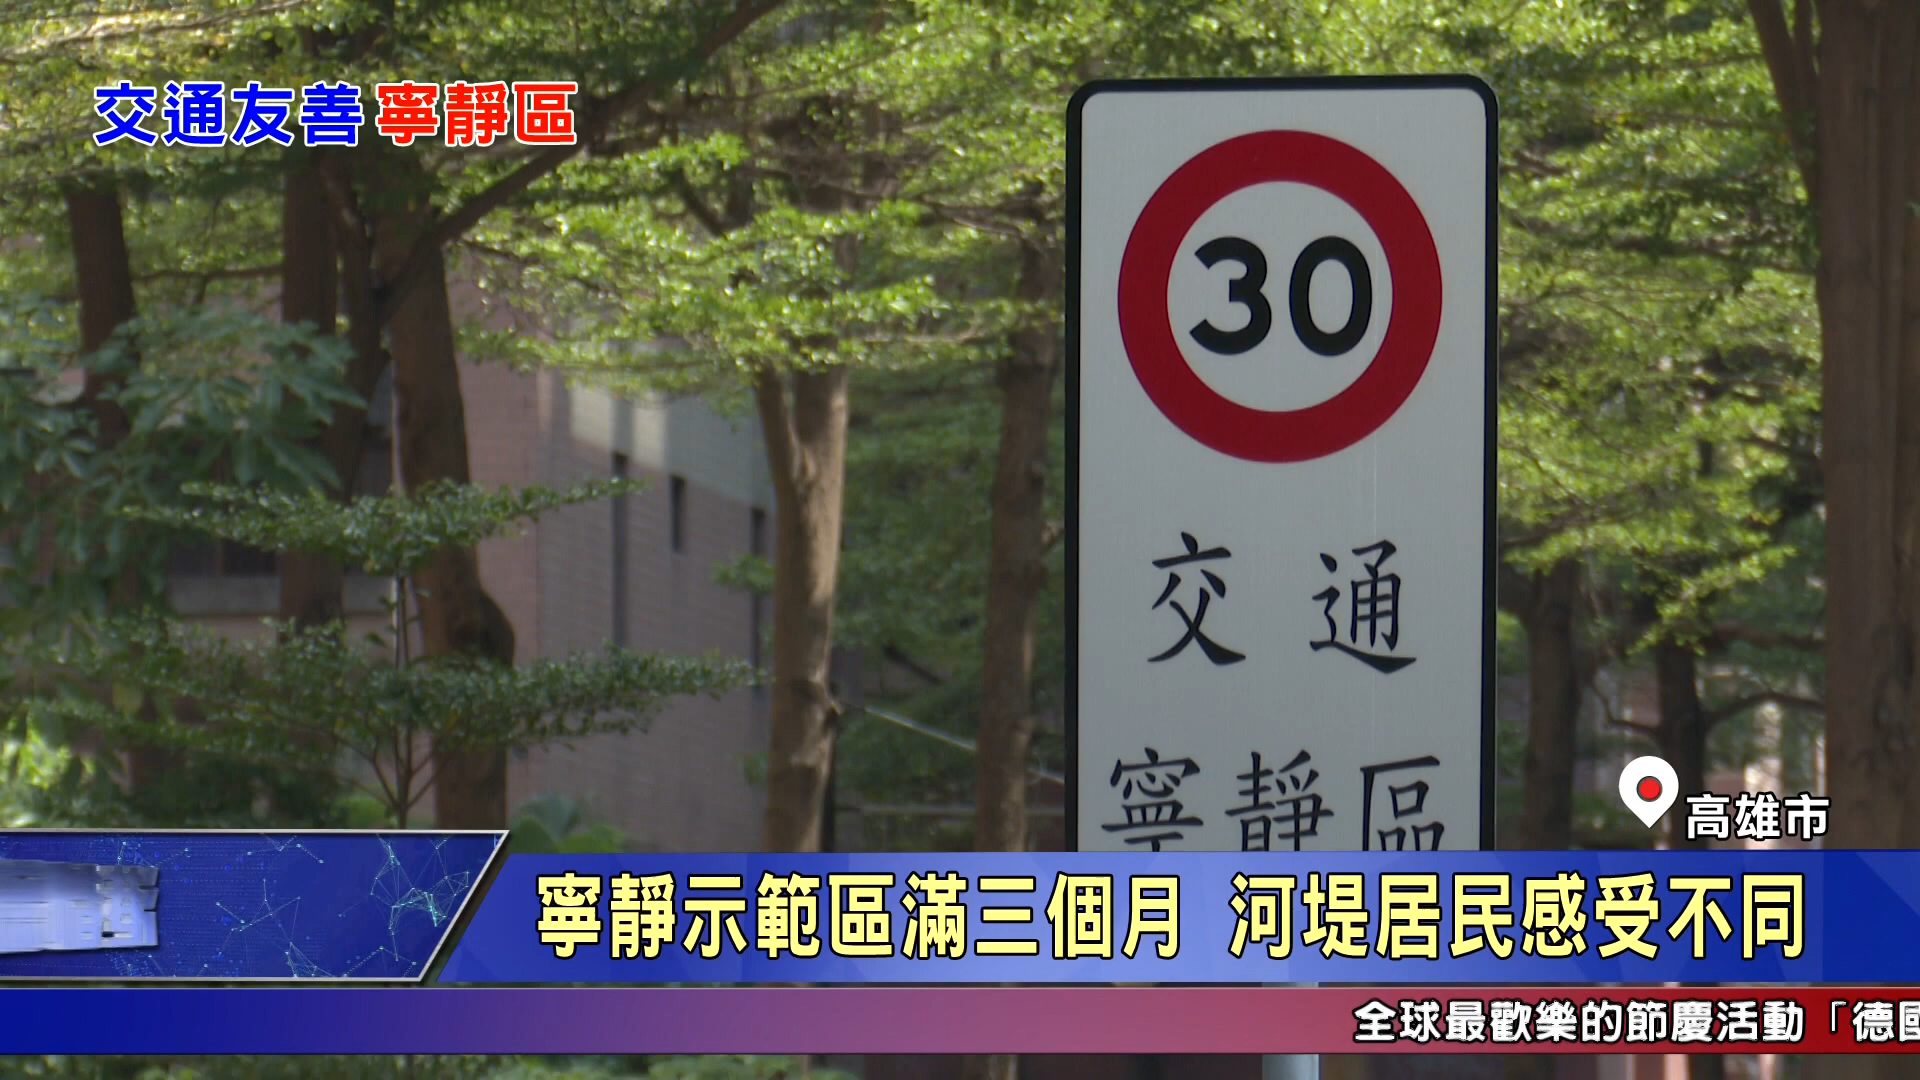 交通友善 寧靜區
30
交通
寧靜區
高雄市
寧靜示範區滿三個月 河堤居民感受不同
全球最歡樂的節慶活動「德國